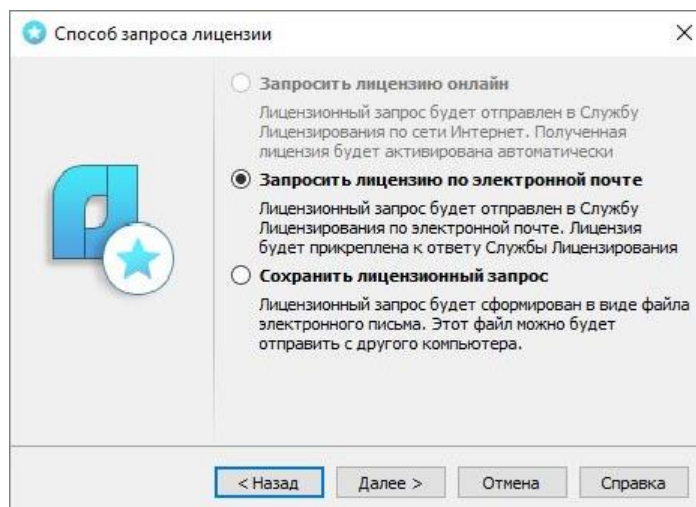 Способ запроса лицензии
Запросить лицензию онлайн
Лицензионный запрос будет отправлен в Службу
Лицензирования по сети Интернет. Полученная
лицензия будет активирована автоматически
Запросить лицензию по электронной почте
Лицензионный запрос будет отправлен в Службу
Лицензирования по электронной почте. Лицензия
будет прикреплена к ответу Службы Лицензирования
Сохранить лицензионный запрос
Лицензионный запрос будет сформирован в виде файла
электронного письма. Этот файл можно будет
отправить с другого компьютера.
< Назад
Далее >
Отмена
Справка